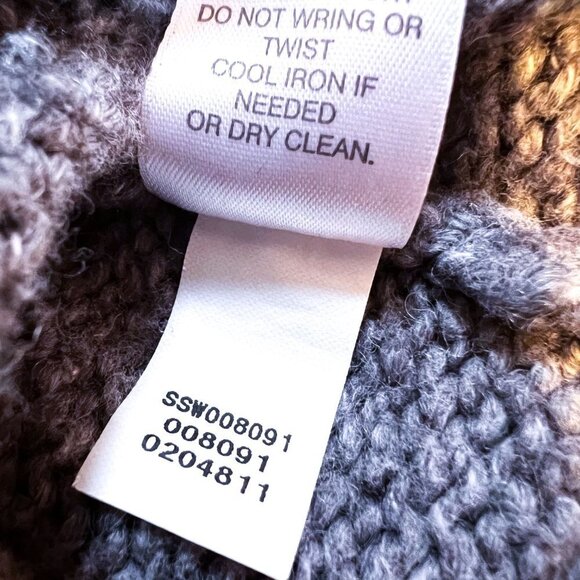 DO NOT WRING OR
TWIST
COOL IRON IF
NEEDED
OR DRY CLEAN.
SSW008091
008091
0204811